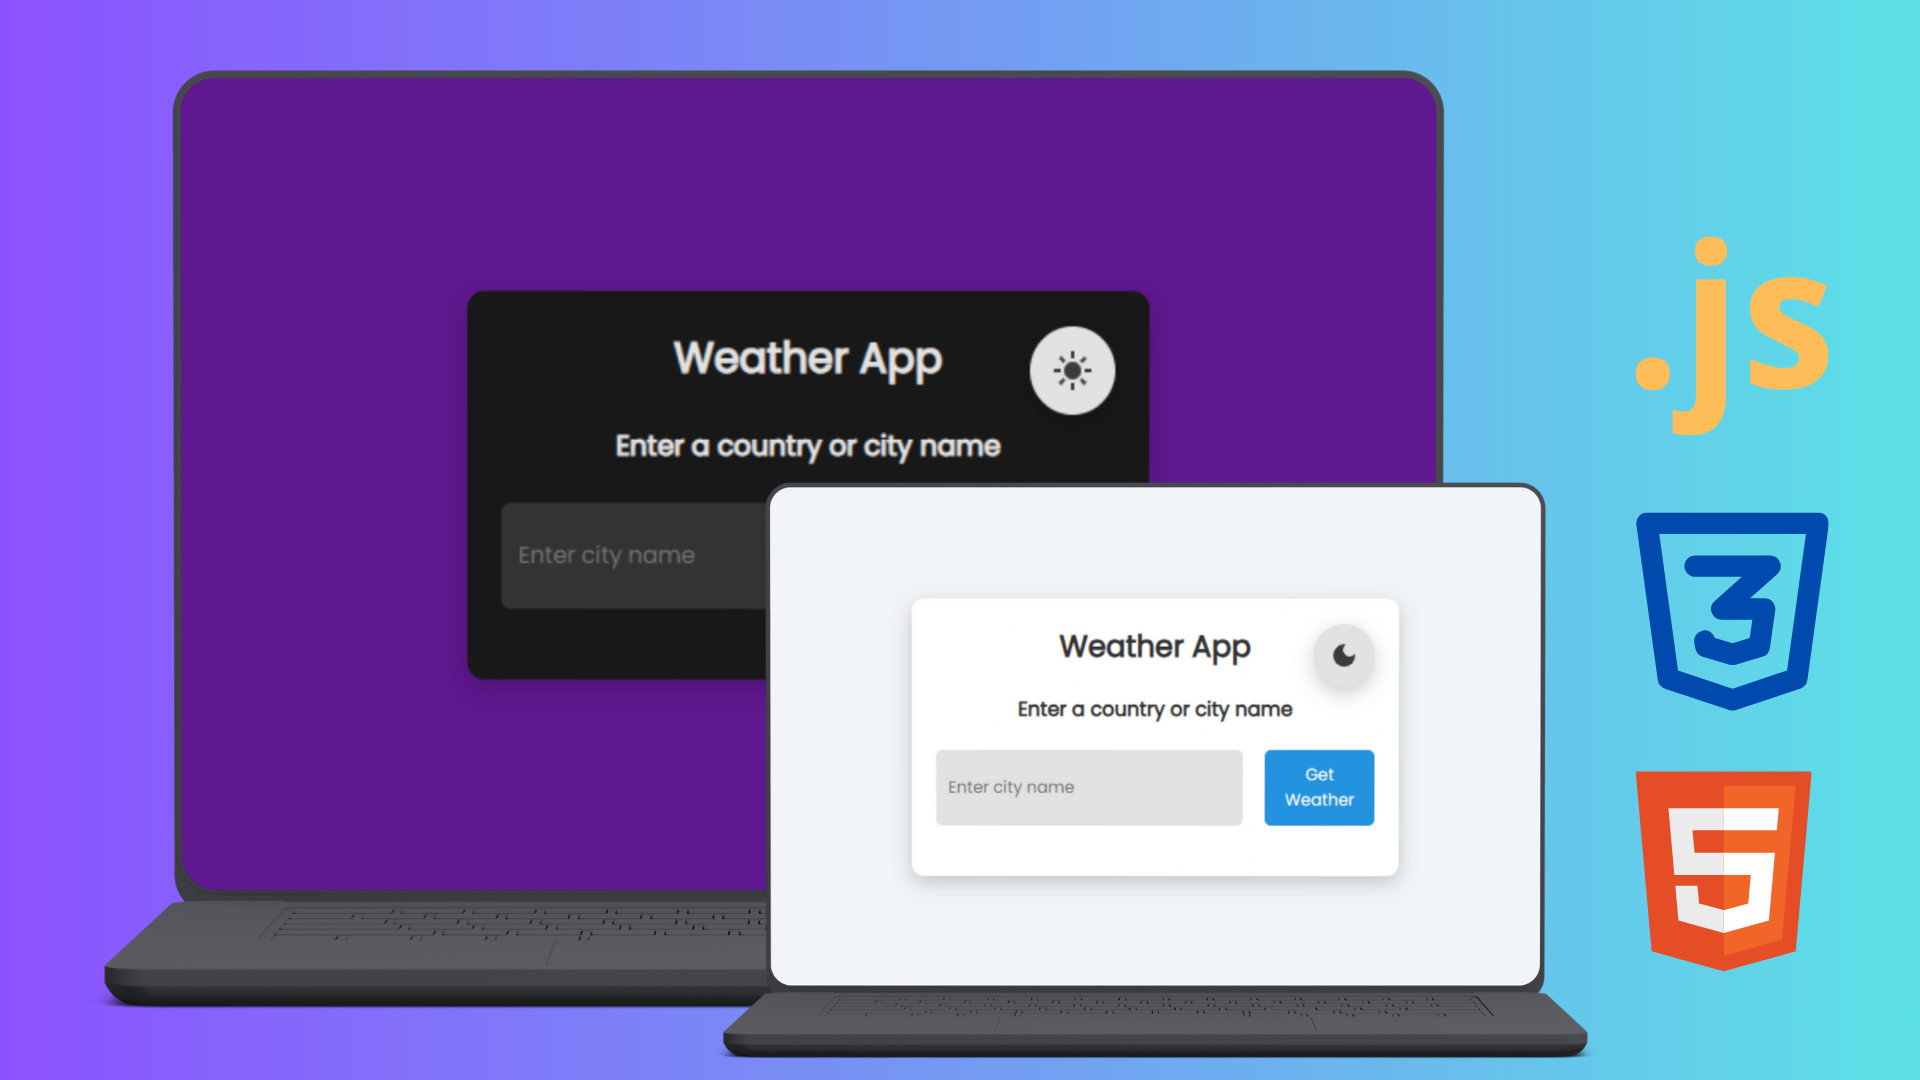 Weather App
Enter a country or city name
Enter city name
Weather App
Enter a country or city name
Enter city name
Get
Weather
.js
3
5